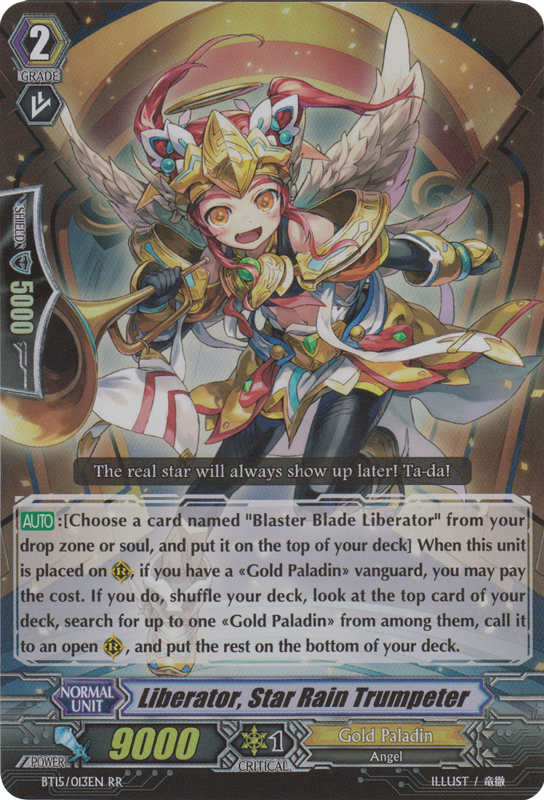 2
GRADE
SHIELD
5000
The real star will always show up later! Ta-da!
AUTO :[Choose a card named "Blaster Blade Liberator" from your
drop zone or soul, and put it on the top of your deck] When this unit
is placed on R, if you have a «Gold Paladin» vanguard, you may pay
the cost. If you do, shuffle your deck, look at the top card of your
deck, search for up to one «Gold Paladin» from among them, call it
to an open R, and put the rest on the bottom of your deck.
NORMAL
UNIT
Liberator, Star Rain Trumpeter
POWER
9000
1
CRITICAL
Gold Paladin
Angel
BT15/013EN RR
ILLUST / 竜徹